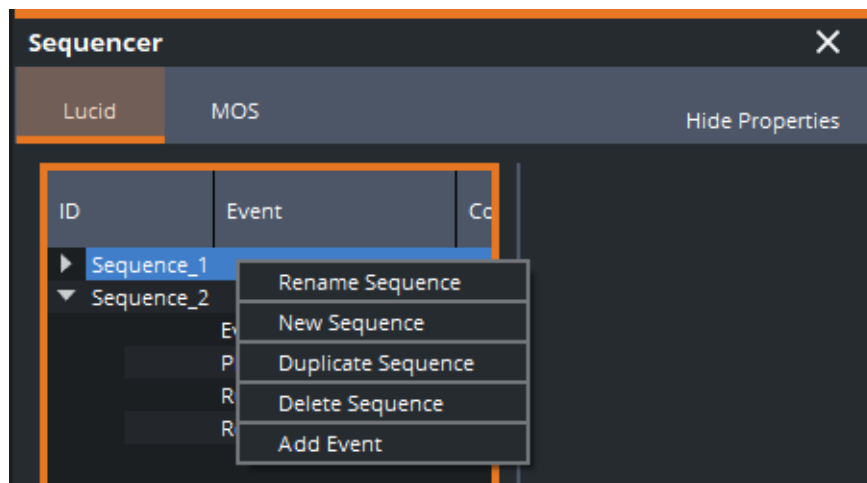 Sequencer
Lucid MOS Hide Properties
ID Event
Sequence_1
Rename Sequence
Sequence_2
New Sequence
Duplicate Sequence
Delete Sequence
Add Event